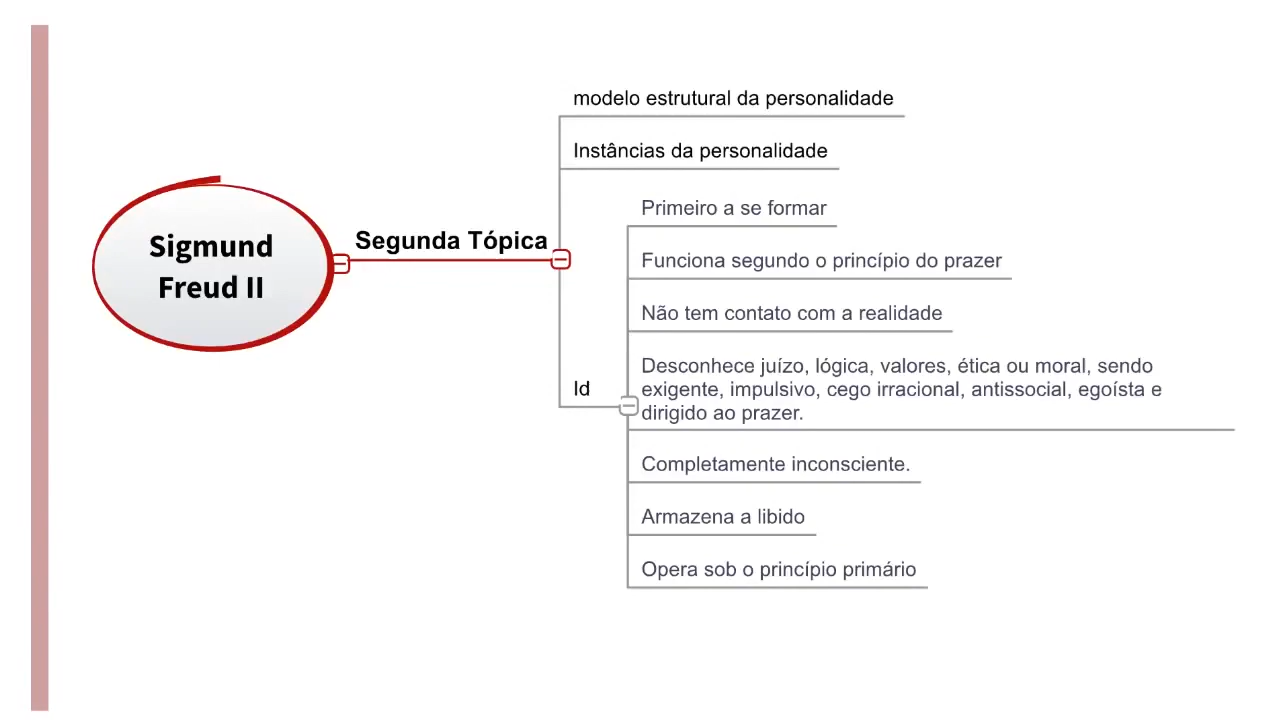 Sigmund
Freud II
Segunda Tópica
modelo estrutural da personalidade
Instâncias da personalidade
Id
Primeiro a se formar
Funciona segundo o princípio do prazer
Não tem contato com a realidade
Desconhece juízo, lógica, valores, ética ou moral, sendo
exigente, impulsivo, cego irracional, antissocial, egoísta e
dirigido ao prazer.
Completamente inconsciente.
Armazena a libido
Opera sob o princípio primário